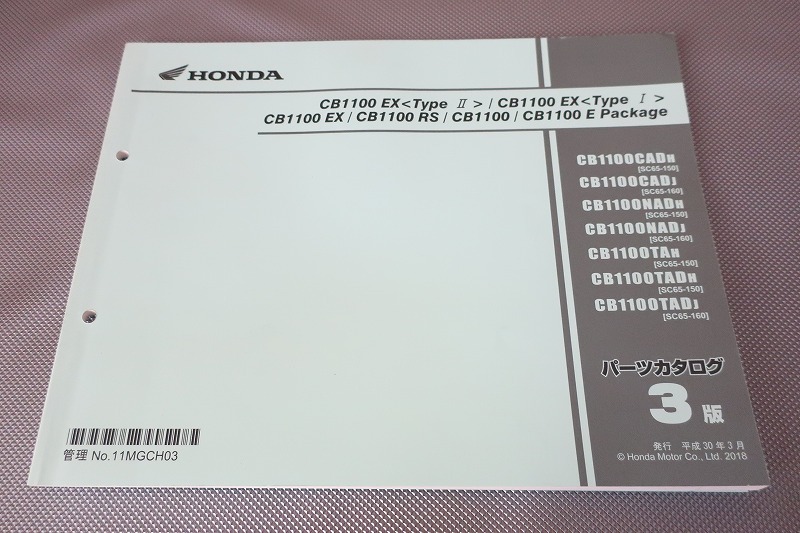 HONDA
CB1100 EX<Type Ⅱ> / CB1100 EX<Type Ⅰ>
CB1100 EX / CB1100 RS / CB1100 / CB1100 E Package
CB1100CADH
[SC65-150]
CB1100CADJ
[SC65-160]
CB1100NADH
[SC65-150]
CB1100NADJ
[SC65-160]
CB1100TAH
[SC65-150]
CB1100TADH
[SC65-150]
CB1100TADJ
[SC65-160]
パーツカタログ
3版
発行 平成30年3月
© Honda Motor Co., Ltd. 2018
管理 No.11MGCH03